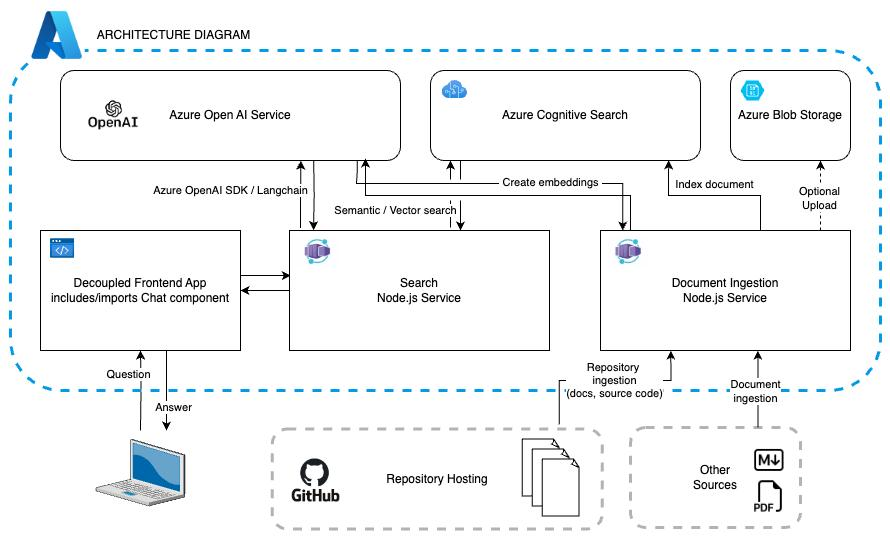 ARCHITECTURE DIAGRAM
OpenAI
Azure Open AI Service
Azure Cognitive Search
Azure Blob Storage
Azure OpenAI SDK / Langchain
Create embeddings
Index document
Optional
Upload
Semantic / Vector search
Decoupled Frontend App
includes/imports Chat component
Search
Node.js Service
Document Ingestion
Node.js Service
Question
Answer
Repository
ingestion
(docs, source code)
Document
ingestion
GitHub
Repository Hosting
Other
Sources
M
PDF